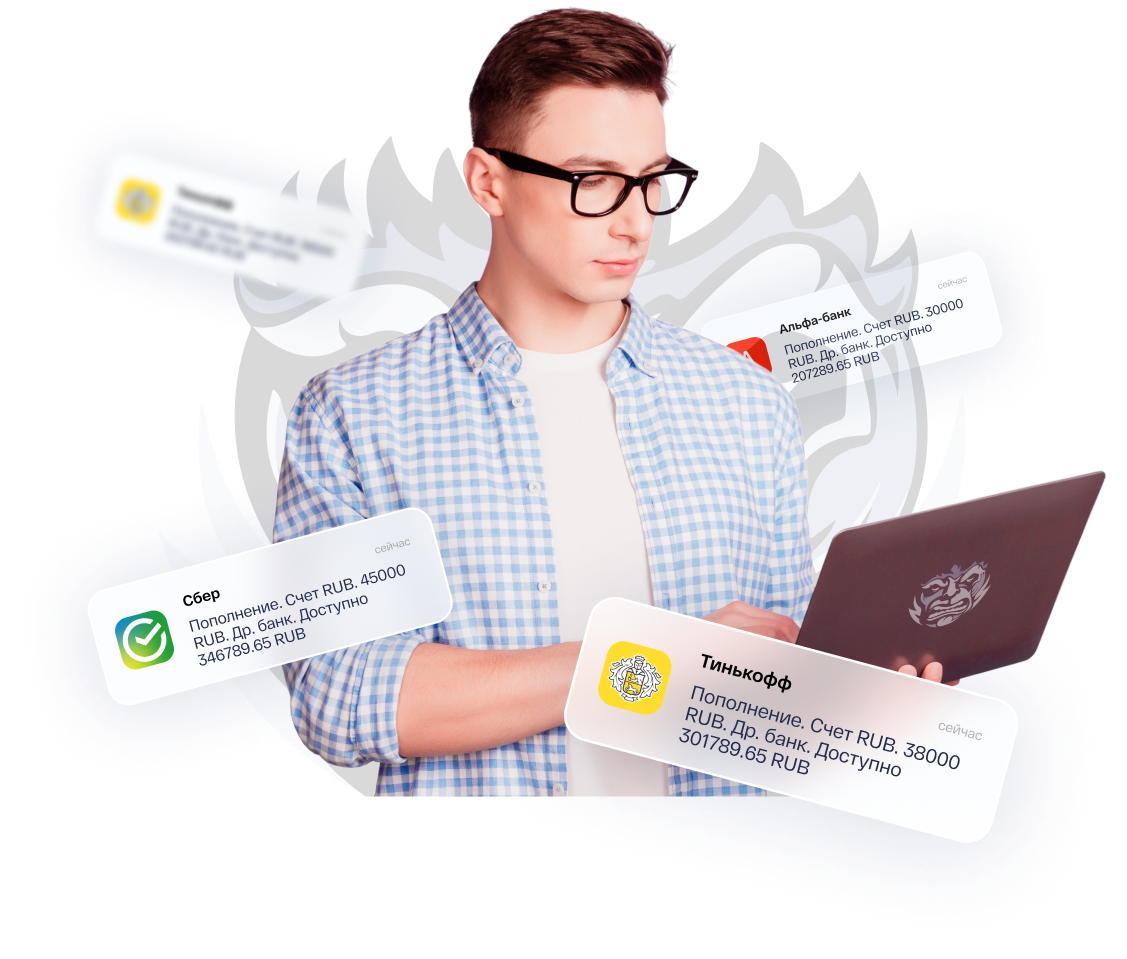 Тинькофф
сейчас
Альфа-банк
Пополнение. Счет RUB. 30000
RUB. Др. банк. Доступно
207289.65 RUB
сейчас
Сбер
Пополнение. Счет RUB. 45000
RUB. Др. банк. Доступно
346789.65 RUB
Тинькофф
сейчас
Пополнение. Счет RUB. 38000
RUB. Др. банк. Доступно
301789.65 RUB